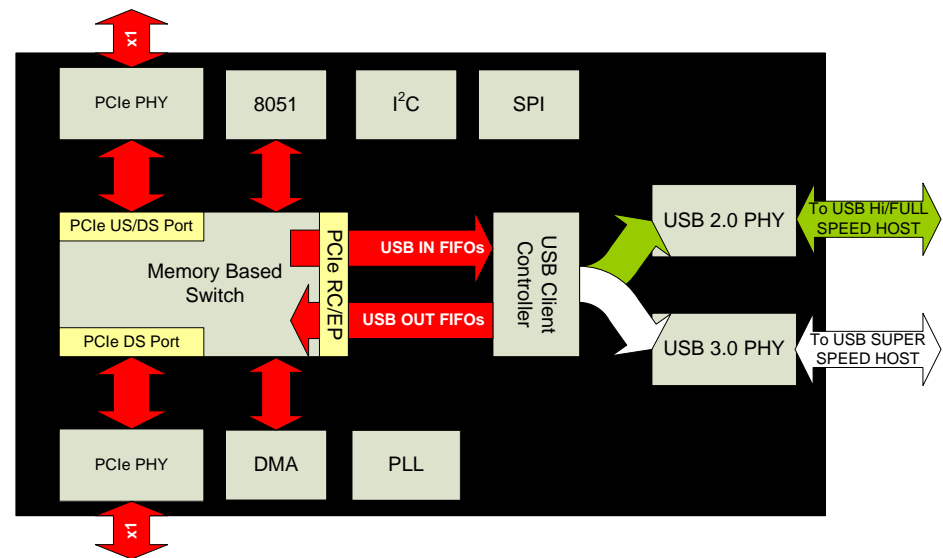 x1
PCIe PHY
8051
I²C
SPI
PCIe US/DS Port
Memory Based
Switch
PCIe DS Port
PCIe RC/EP
USB IN FIFOs
USB OUT FIFOs
USB Client
Controller
USB 2.0 PHY
To USB Hi/FULL
SPEED HOST
USB 3.0 PHY
To USB SUPER
SPEED HOST
PCIe PHY
DMA
PLL
x1